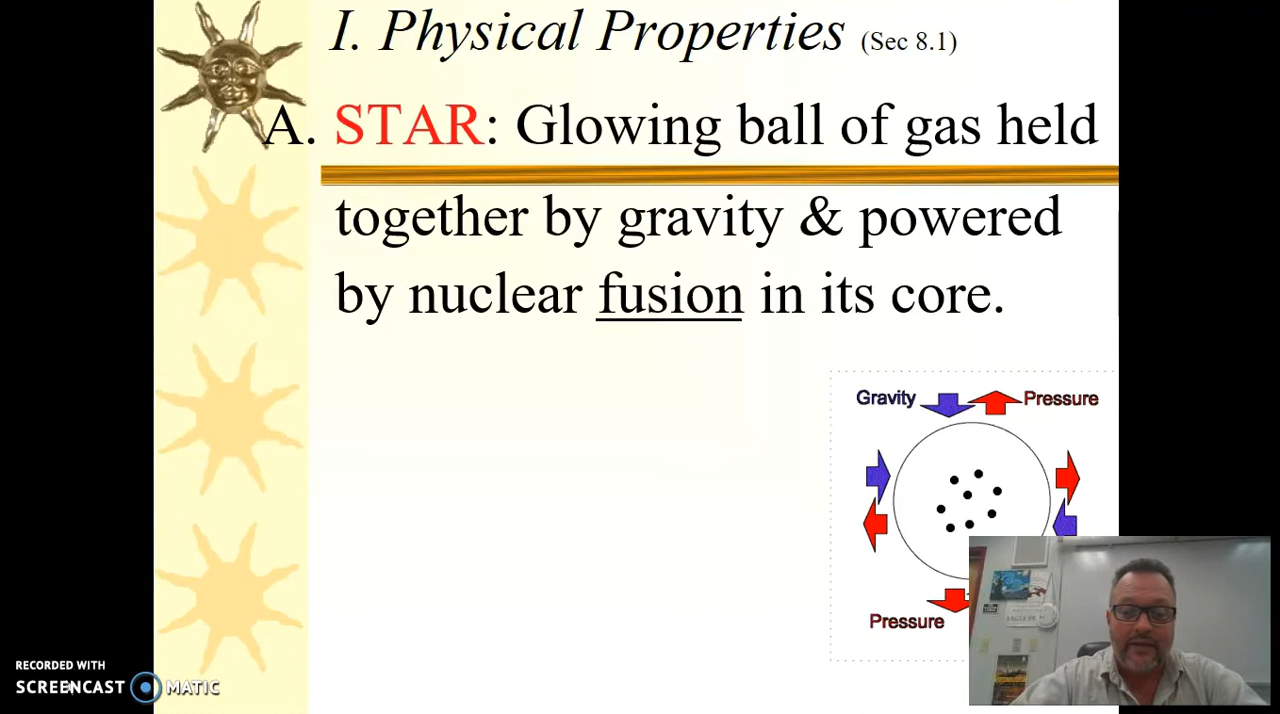 I. Physical Properties (Sec 8.1)
A. STAR: Glowing ball of gas held
together by gravity & powered
by nuclear fusion in its core.
Gravity Pressure
Pressure
RECORDED WITH
SCREENCAST MATIC